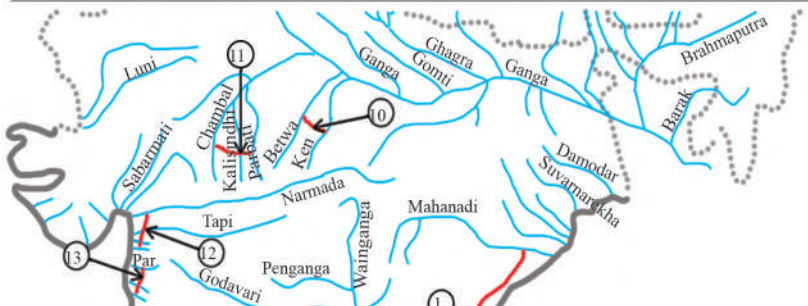 Luni
11
Ganga
Ghagra
Gomti
Ganga
Brahmaputra
Barak
Chambal
Kalisindh
Parbati
Betwa
Ken
10
Sabarmati
Damodar
Suvarnarekha
Narmada
Tapi
Wainganga
Mahanadi
13
12
Par
Godavari
Penganga
1